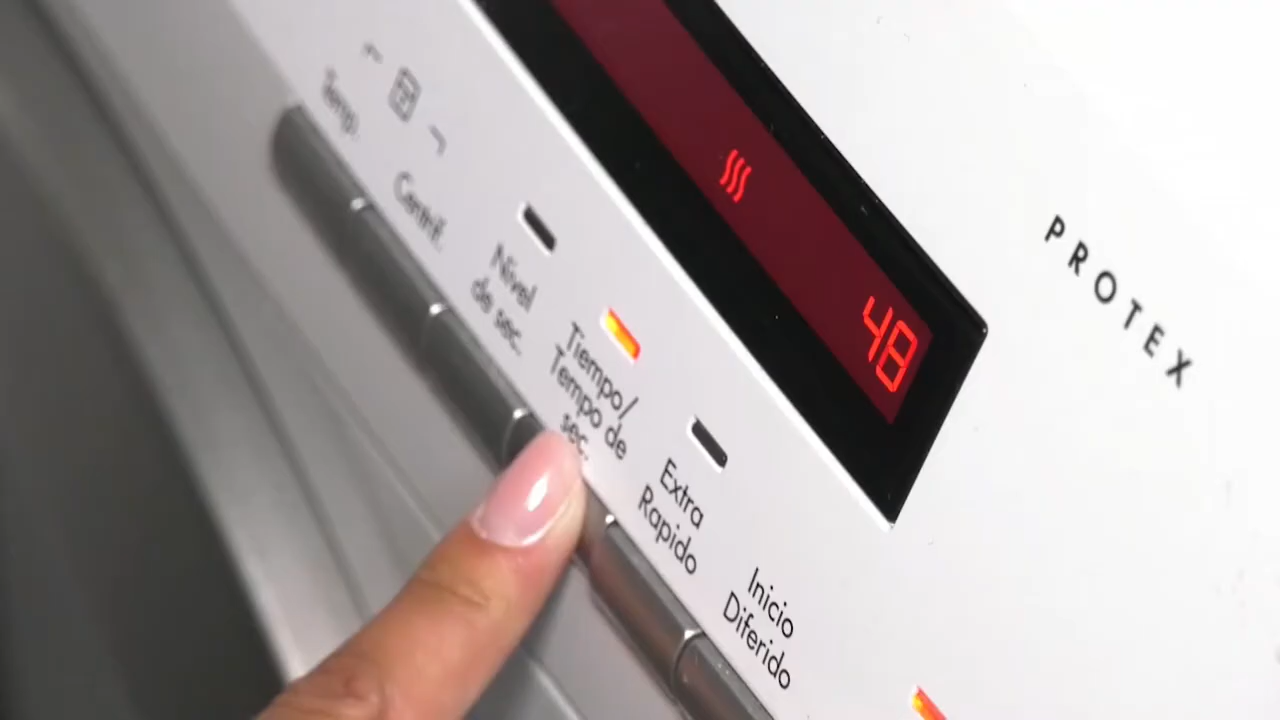 Temp.
Centrif.
Nivel
de sec.
Tiempo/
Tempo de
sec.
Extra
Rapido
Inicio
Diferido
48
PROTEX